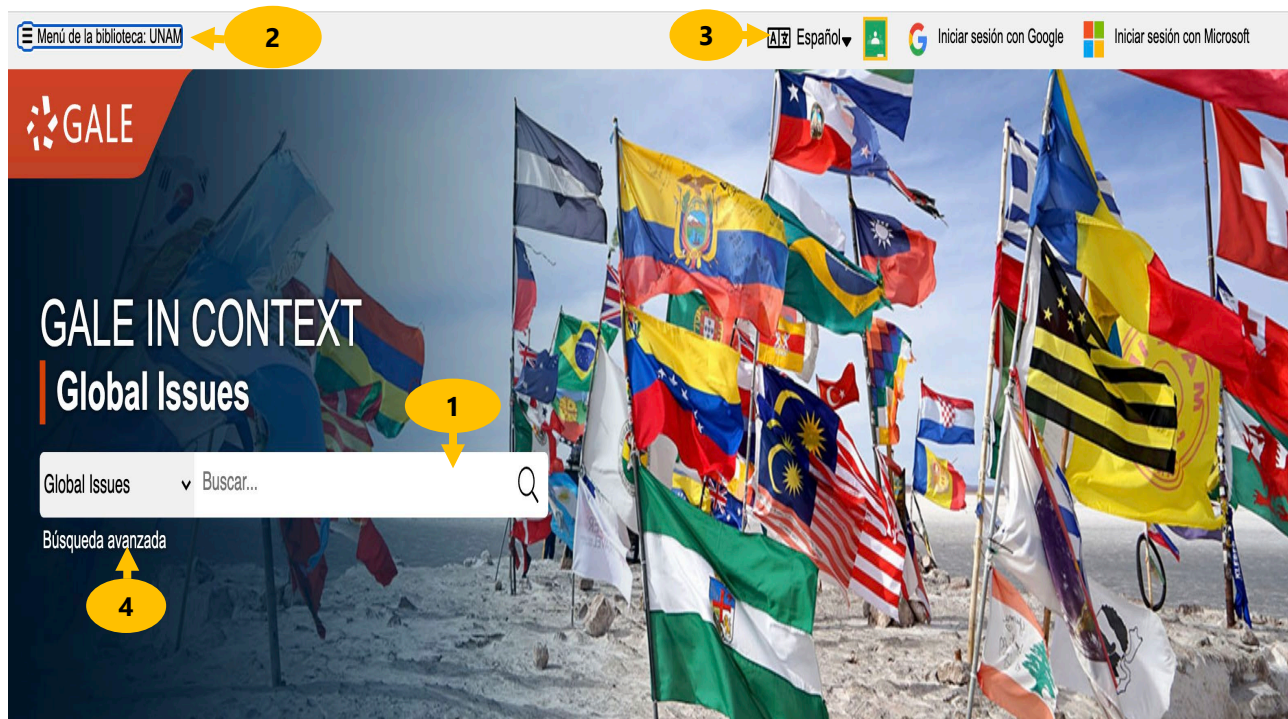 Menú de la biblioteca: UNAM
2
3
Español
Iniciar sesión con Google
Iniciar sesión con Microsoft
GALE
GALE IN CONTEXT
Global Issues
1
Global Issues
Buscar...
Búsqueda avanzada
4